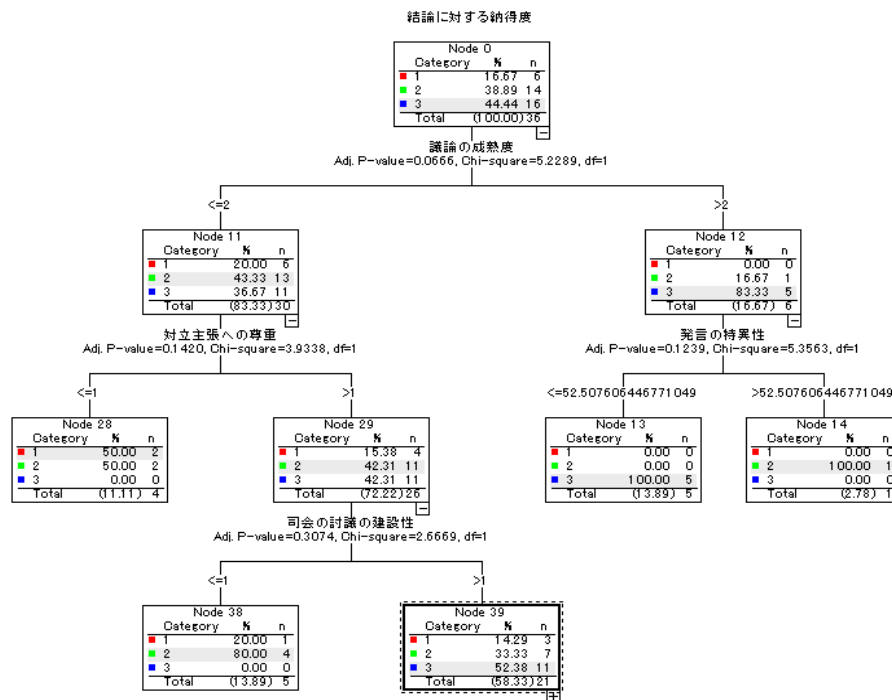 結論に対する納得度
Node 0
Category % n
1 16.67 6
2 38.89 14
3 44.44 16
Total (100.00) 36
議論の成熟度
Adj. P-value=0.0666, Chi-square=5.2289, df=1
<=2
>2
Node 11
Category % n
1 20.00 6
2 43.33 13
3 36.67 11
Total (83.33) 30
Node 12
Category % n
1 0.00 0
2 16.67 1
3 83.33 5
Total (16.67) 6
対立主張への尊重
Adj. P-value=0.1420, Chi-square=3.9338, df=1
発言の特異性
Adj. P-value=0.1239, Chi-square=5.3563, df=1
<=1
>1
<=52.507606446771049
>52.507606446771049
Node 28
Category % n
1 50.00 2
2 50.00 2
3 0.00 0
Total (11.11) 4
Node 29
Category % n
1 15.38 4
2 42.31 11
3 42.31 11
Total (72.22) 26
Node 13
Category % n
1 0.00 0
2 0.00 0
3 100.00 5
Total (13.89) 5
Node 14
Category % n
1 0.00 0
2 100.00 1
3 0.00 0
Total (2.78) 1
司会の討議の建設性
Adj. P-value=0.3074, Chi-square=2.6669, df=1
<=1
>1
Node 38
Category % n
1 20.00 1
2 80.00 4
3 0.00 0
Total (13.89) 5
Node 39
Category % n
1 14.29 3
2 33.33 7
3 52.38 11
Total (58.33) 21